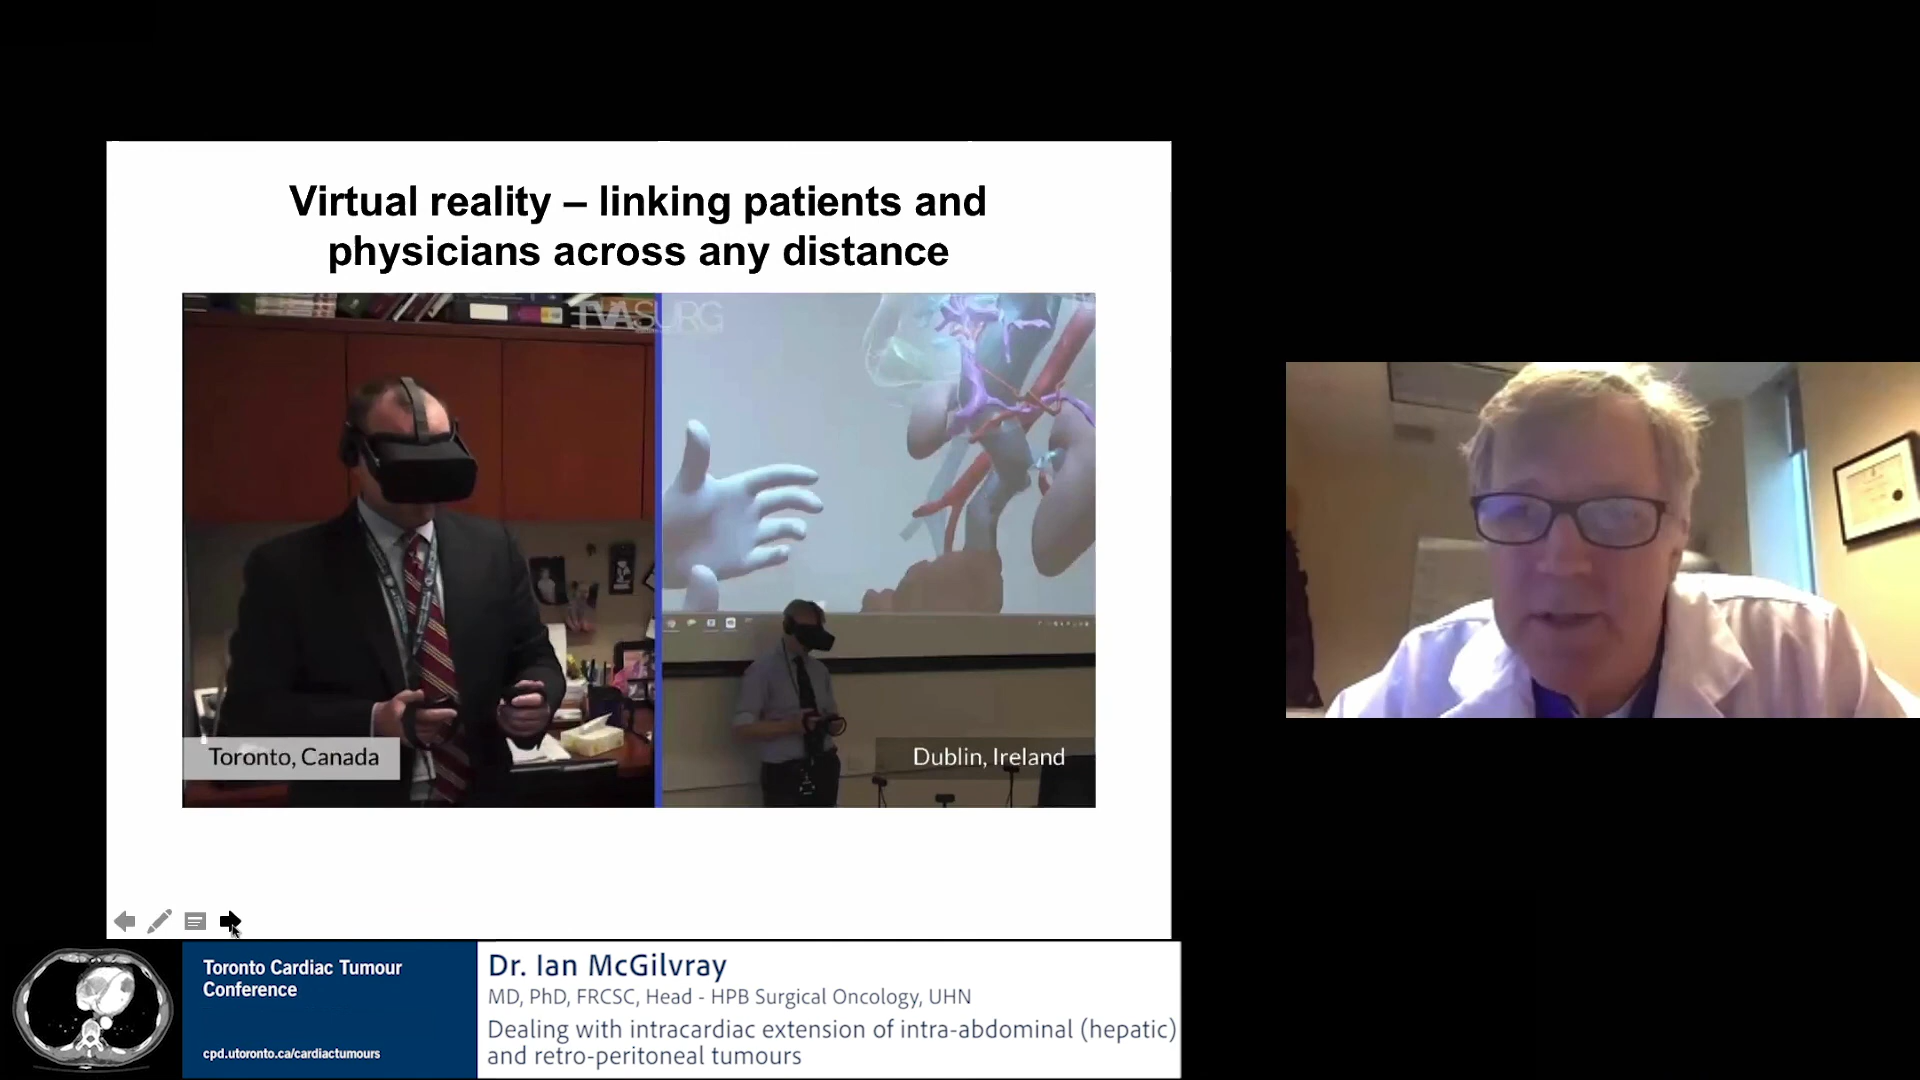 Virtual reality – linking patients and
physicians across any distance
TVASURG
Toronto, Canada
Dublin, Ireland
Toronto Cardiac Tumour
Conference
cpd.utoronto.ca/cardiactumours
Dr. Ian McGilvray
MD, PhD, FRCSC, Head - HPB Surgical Oncology, UHN
Dealing with intracardiac extension of intra-abdominal (hepatic)
and retro-peritoneal tumours